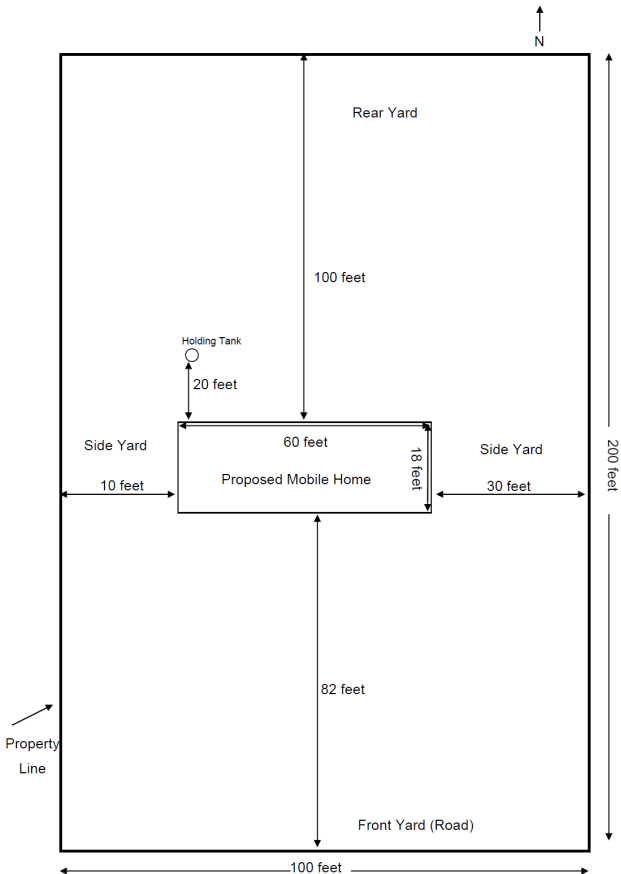 N
Rear Yard
100 feet
Holding Tank
20 feet
60 feet
Side Yard
18 feet
Side Yard
Proposed Mobile Home
10 feet
30 feet
200 feet
82 feet
Property
Line
Front Yard (Road)
100 feet